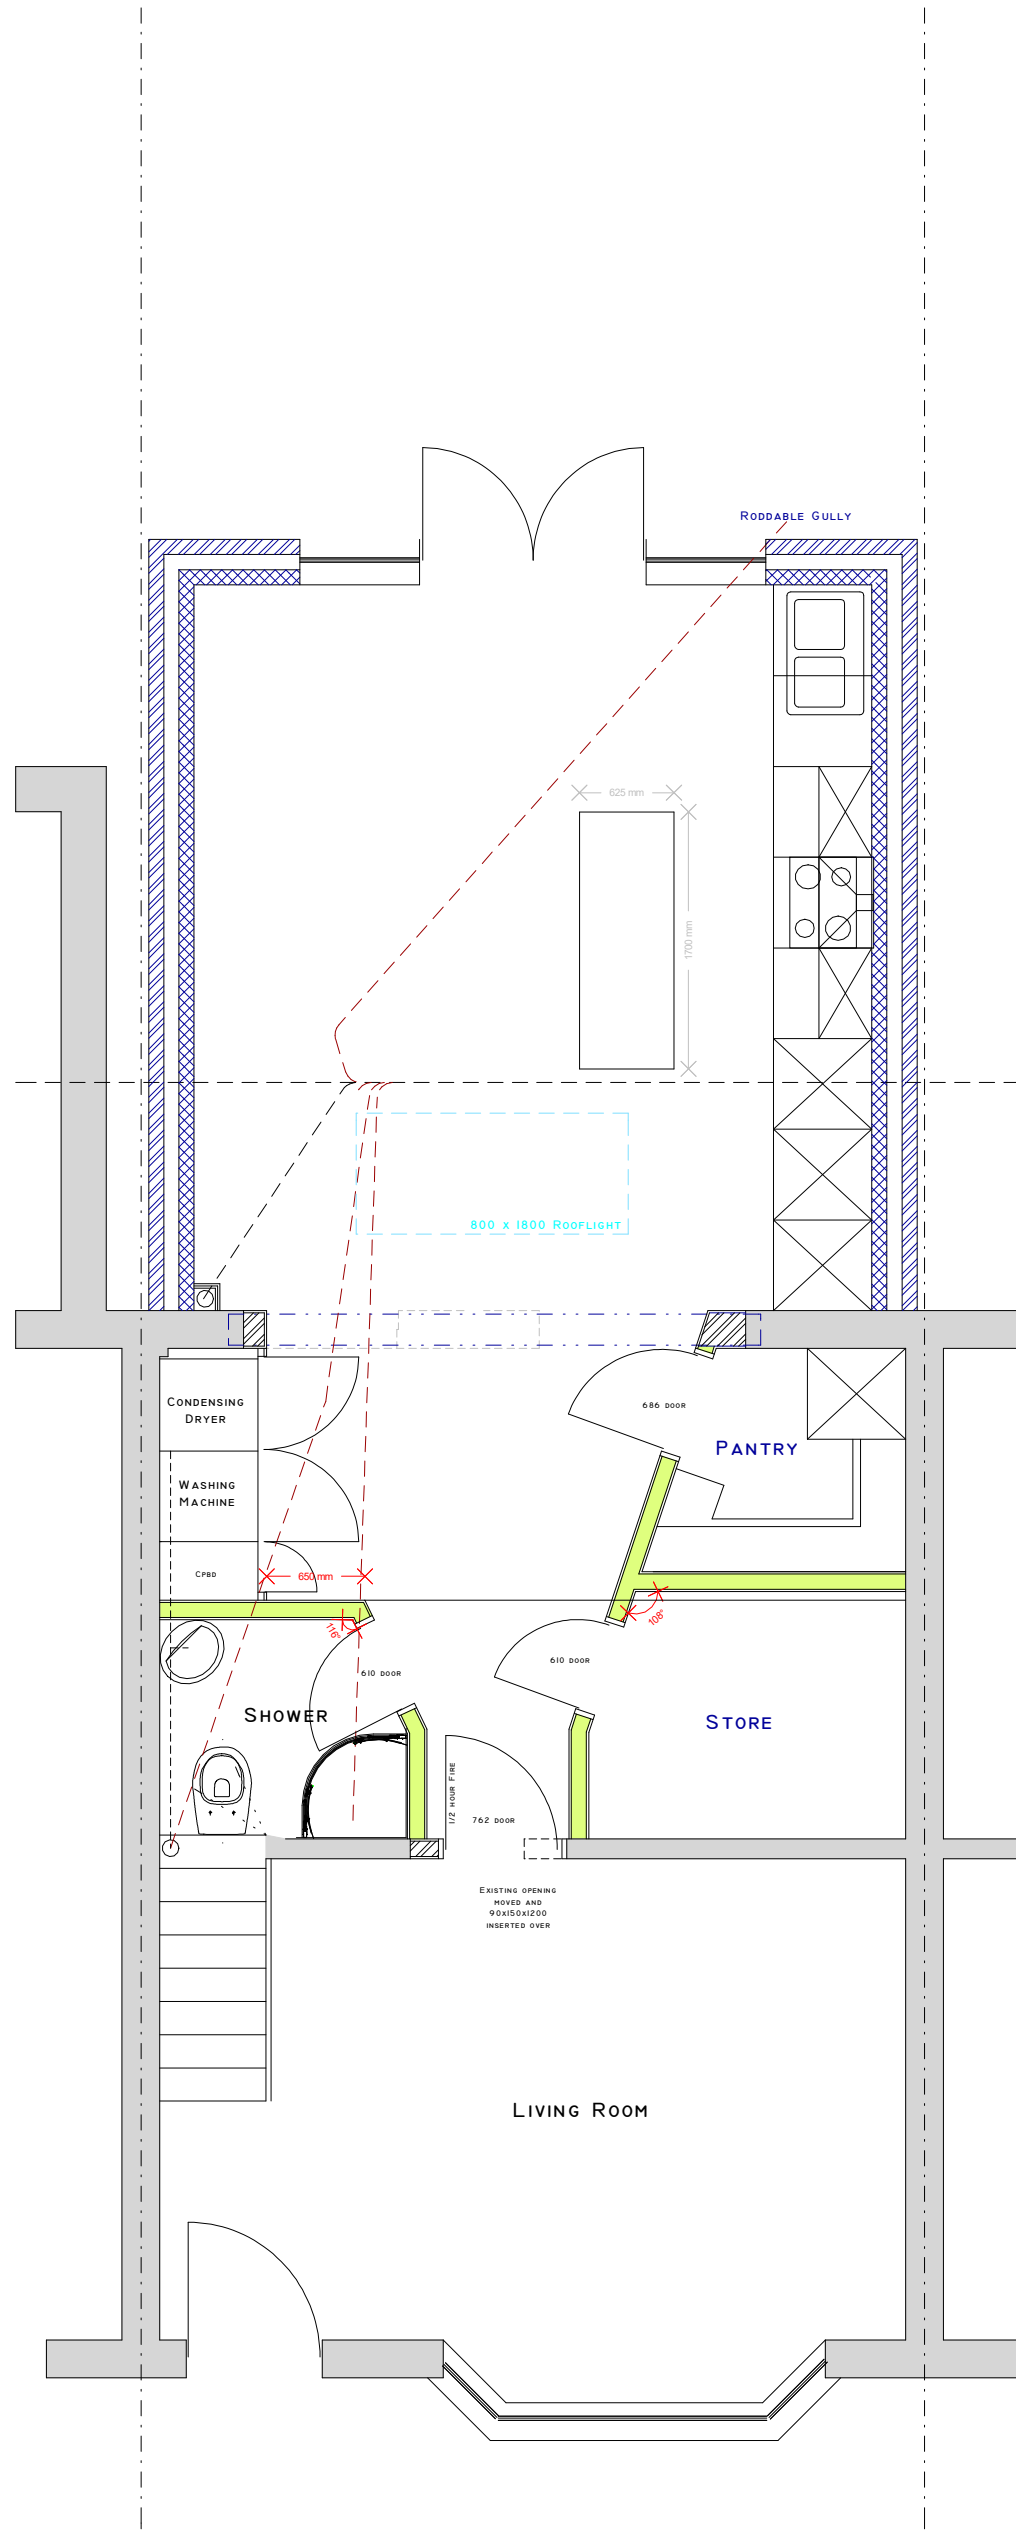 Roddable Gully
625 mm
1700 mm
800 x 1800 Rooflight
Condensing
Dryer
686 door
Pantry
Washing
Machine
Cpbd
650 mm
116°
108°
610 door
610 door
Shower
Store
1/2 hour Fire
762 door
Existing opening
moved and
90x150x1200
inserted over
Living Room